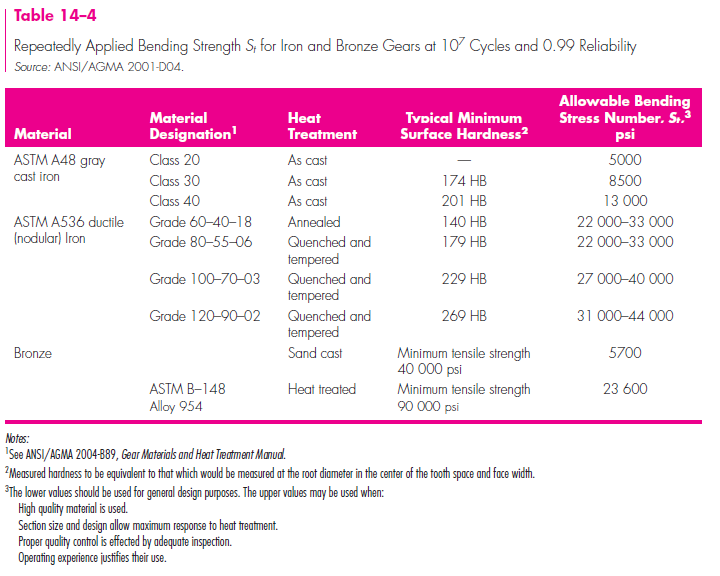 Table 14–4
Repeatedly Applied Bending Strength St for Iron and Bronze Gears at 10⁷ Cycles and 0.99 Reliability
Source: ANSI/AGMA 2001-D04.
Material Material Designation¹ Heat Treatment Typical Minimum Surface Hardness² Allowable Bending Stress Number, St,³ psi
ASTM A48 gray cast iron Class 20 As cast — 5000
Class 30 As cast 174 HB 8500
Class 40 As cast 201 HB 13 000
ASTM A536 ductile (nodular) Iron Grade 60–40–18 Annealed 140 HB 22 000–33 000
Grade 80–55–06 Quenched and tempered 179 HB 22 000–33 000
Grade 100–70–03 Quenched and tempered 229 HB 27 000–40 000
Grade 120–90–02 Quenched and tempered 269 HB 31 000–44 000
Bronze Sand cast Minimum tensile strength 40 000 psi 5700
ASTM B–148 Alloy 954 Heat treated Minimum tensile strength 90 000 psi 23 600
Notes:
¹See ANSI/AGMA 2004-B89, Gear Materials and Heat Treatment Manual.
²Measured hardness to be equivalent to that which would be measured at the root diameter in the center of the tooth space and face width.
³The lower values should be used for general design purposes. The upper values may be used when:
High quality material is used.
Section size and design allow maximum response to heat treatment.
Proper quality control is effected by adequate inspection.
Operating experience justifies their use.